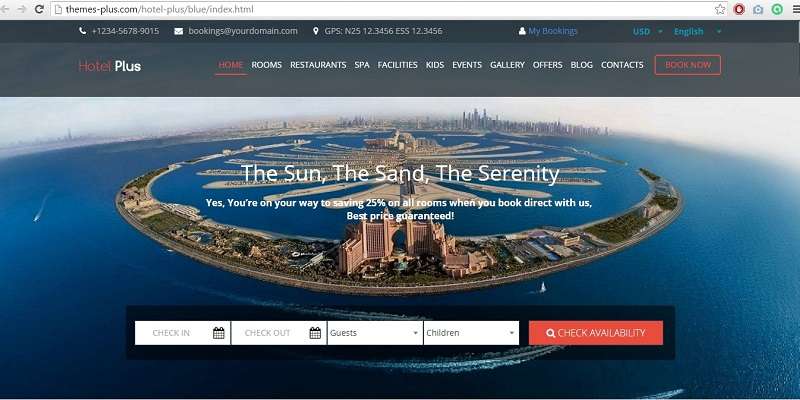 themes-plus.com/hotel-plus/blue/index.html
+1234-5678-9015 bookings@yourdomain.com GPS: N25 12.3456 E55 12.3456 My Bookings USD English
Hotel Plus HOME ROOMS RESTAURANTS SPA FACILITIES KIDS EVENTS GALLERY OFFERS BLOG CONTACTS BOOK NOW
The Sun, The Sand, The Serenity
Yes, You're on your way to saving 25% on all rooms when you book direct with us,
Best price guaranteed!
CHECK IN CHECK OUT Guests Children CHECK AVAILABILITY